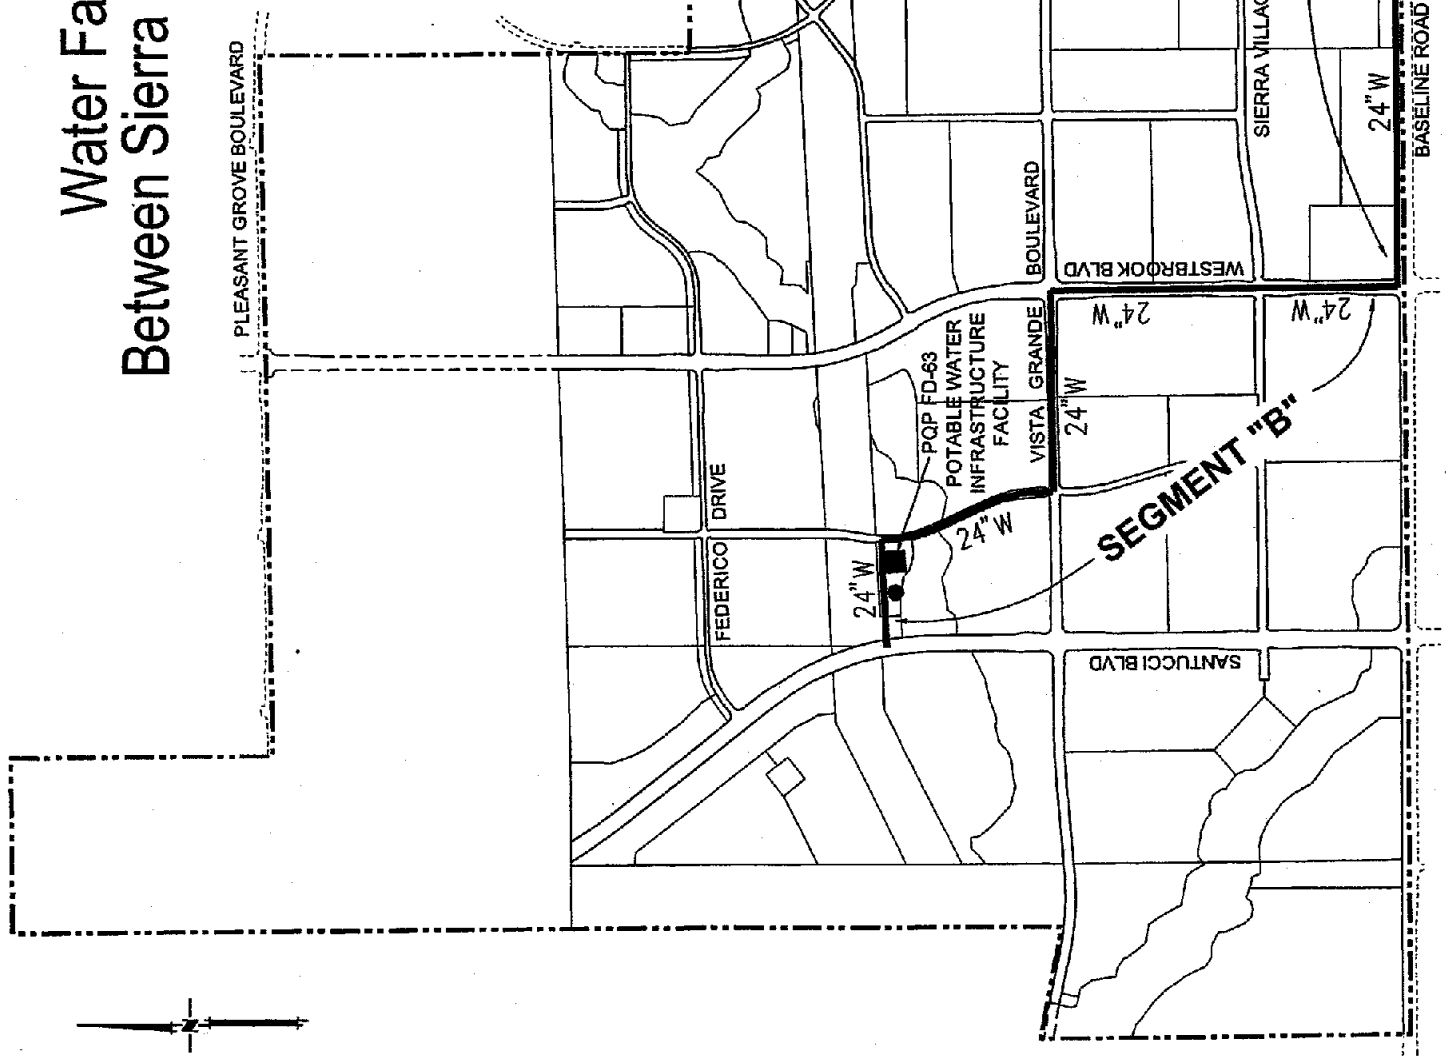 Water Fa
Between Sierra
PLEASANT GROVE BOULEVARD
SIERRA VILLAG
BASELINE ROAD
24" W
BOULEVARD
WESTBROOK BLVD
24" W
24" W
VISTA GRANDE
24" W
PQP FD-63
POTABLE WATER
INFRASTRUCTURE
FACILITY
FEDERICO DRIVE
24" W
24" W
SEGMENT "B"
SANTUCCI BLVD
N